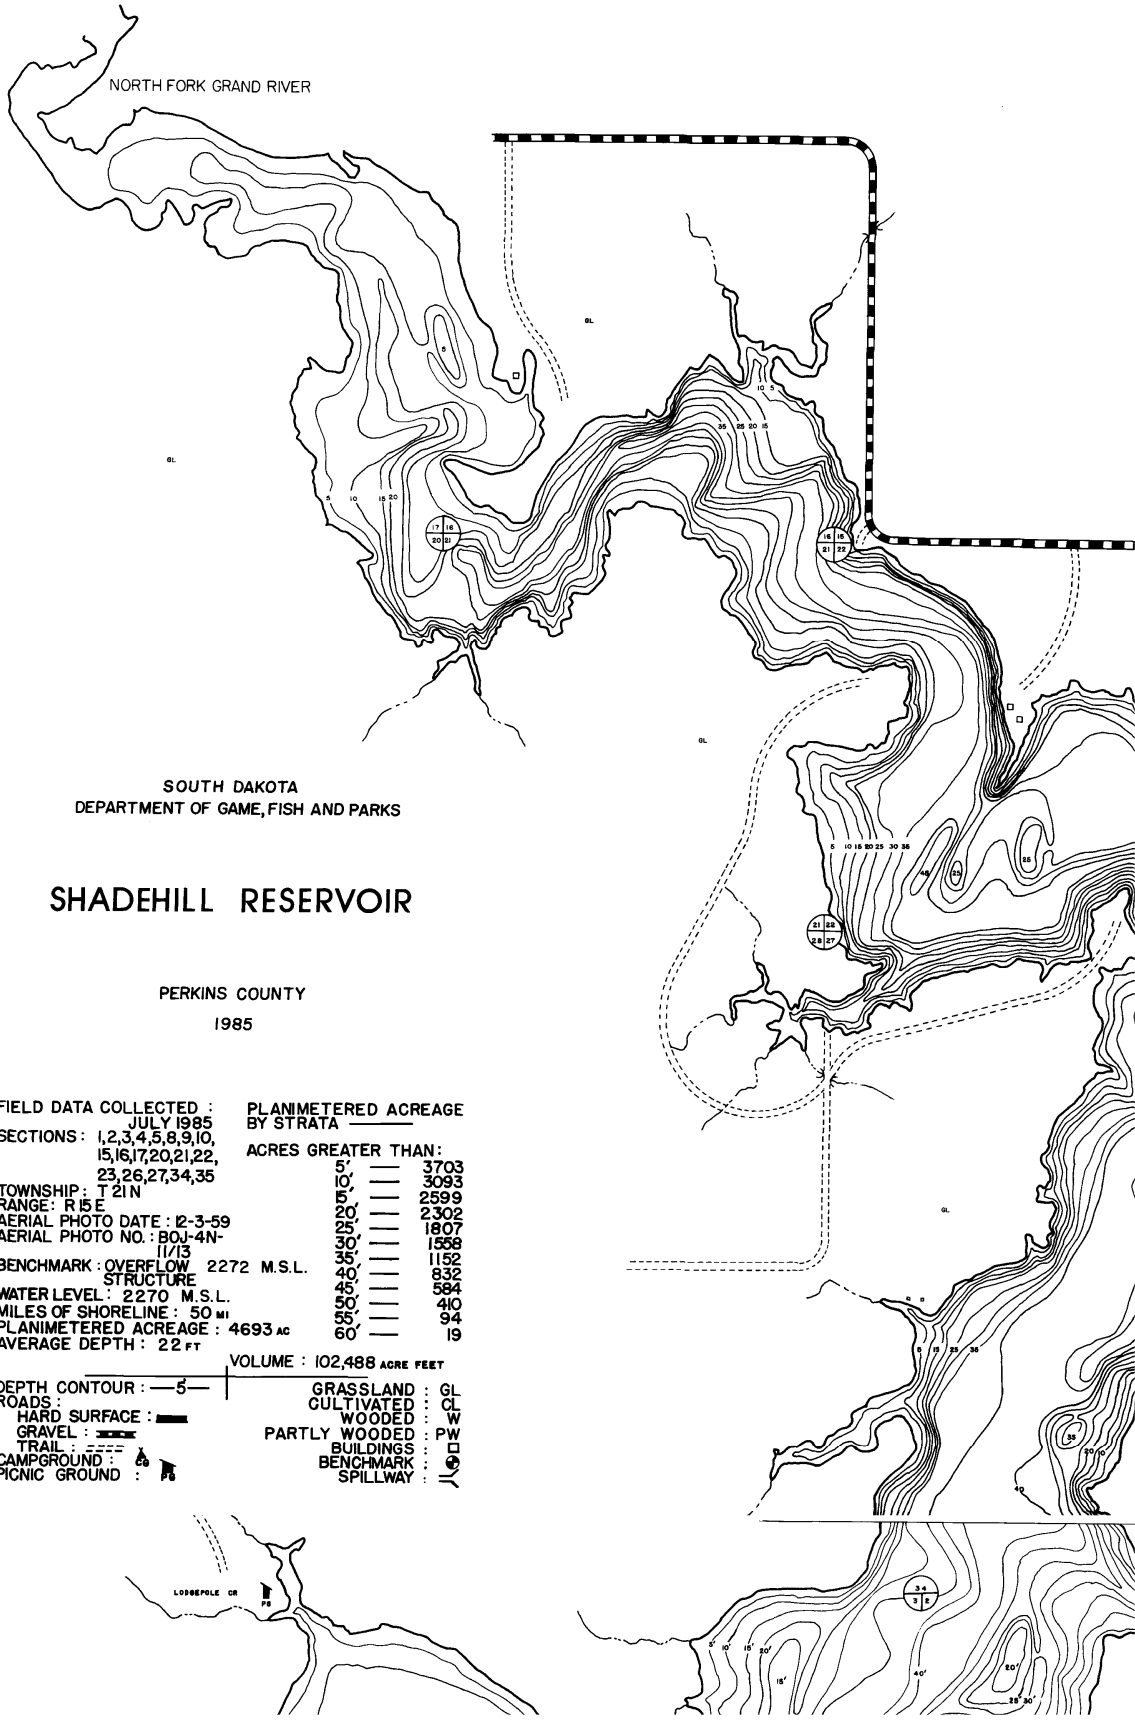 NORTH FORK GRAND RIVER
GL
5
10 5
35 25 20 15
GL
5 10 15 20
17 16
20 21
16 15
21 22
GL
SOUTH DAKOTA
DEPARTMENT OF GAME, FISH AND PARKS
SHADEHILL RESERVOIR
5 10 15 20 25 30 35
45
25
25
21 22
28 27
PERKINS COUNTY
1985
FIELD DATA COLLECTED :
JULY 1985
SECTIONS: 1,2,3,4,5,8,9,10,
15,16,17,20,21,22,
23,26,27,34,35
TOWNSHIP: T 21 N
RANGE: R 15 E
AERIAL PHOTO DATE : 12-3-59
AERIAL PHOTO NO. : BOJ-4N-
11/13
BENCHMARK : OVERFLOW 2272 M.S.L.
STRUCTURE
WATER LEVEL : 2270 M.S.L.
MILES OF SHORELINE : 50 MI
PLANIMETERED ACREAGE : 4693 AC
AVERAGE DEPTH : 22 FT
PLANIMETERED ACREAGE
BY STRATA
ACRES GREATER THAN:
5' — 3703
10' — 3093
15' — 2599
20' — 2302
25' — 1807
30' — 1558
35' — 1152
40' — 832
45' — 584
50' — 410
55' — 94
60' — 19
VOLUME : 102,488 ACRE FEET
DEPTH CONTOUR : —5—
ROADS :
HARD SURFACE :
GRAVEL :
TRAIL :
CAMPGROUND : CG
PICNIC GROUND : PG
GRASSLAND : GL
CULTIVATED : CL
WOODED : W
PARTLY WOODED : PW
BUILDINGS :
BENCHMARK :
SPILLWAY :
GL
5 15 25 35
35
20 10
40
LODGEPOLE CR
PG
34
3 2
5' 10' 15' 20'
15'
40'
20'
25' 30'